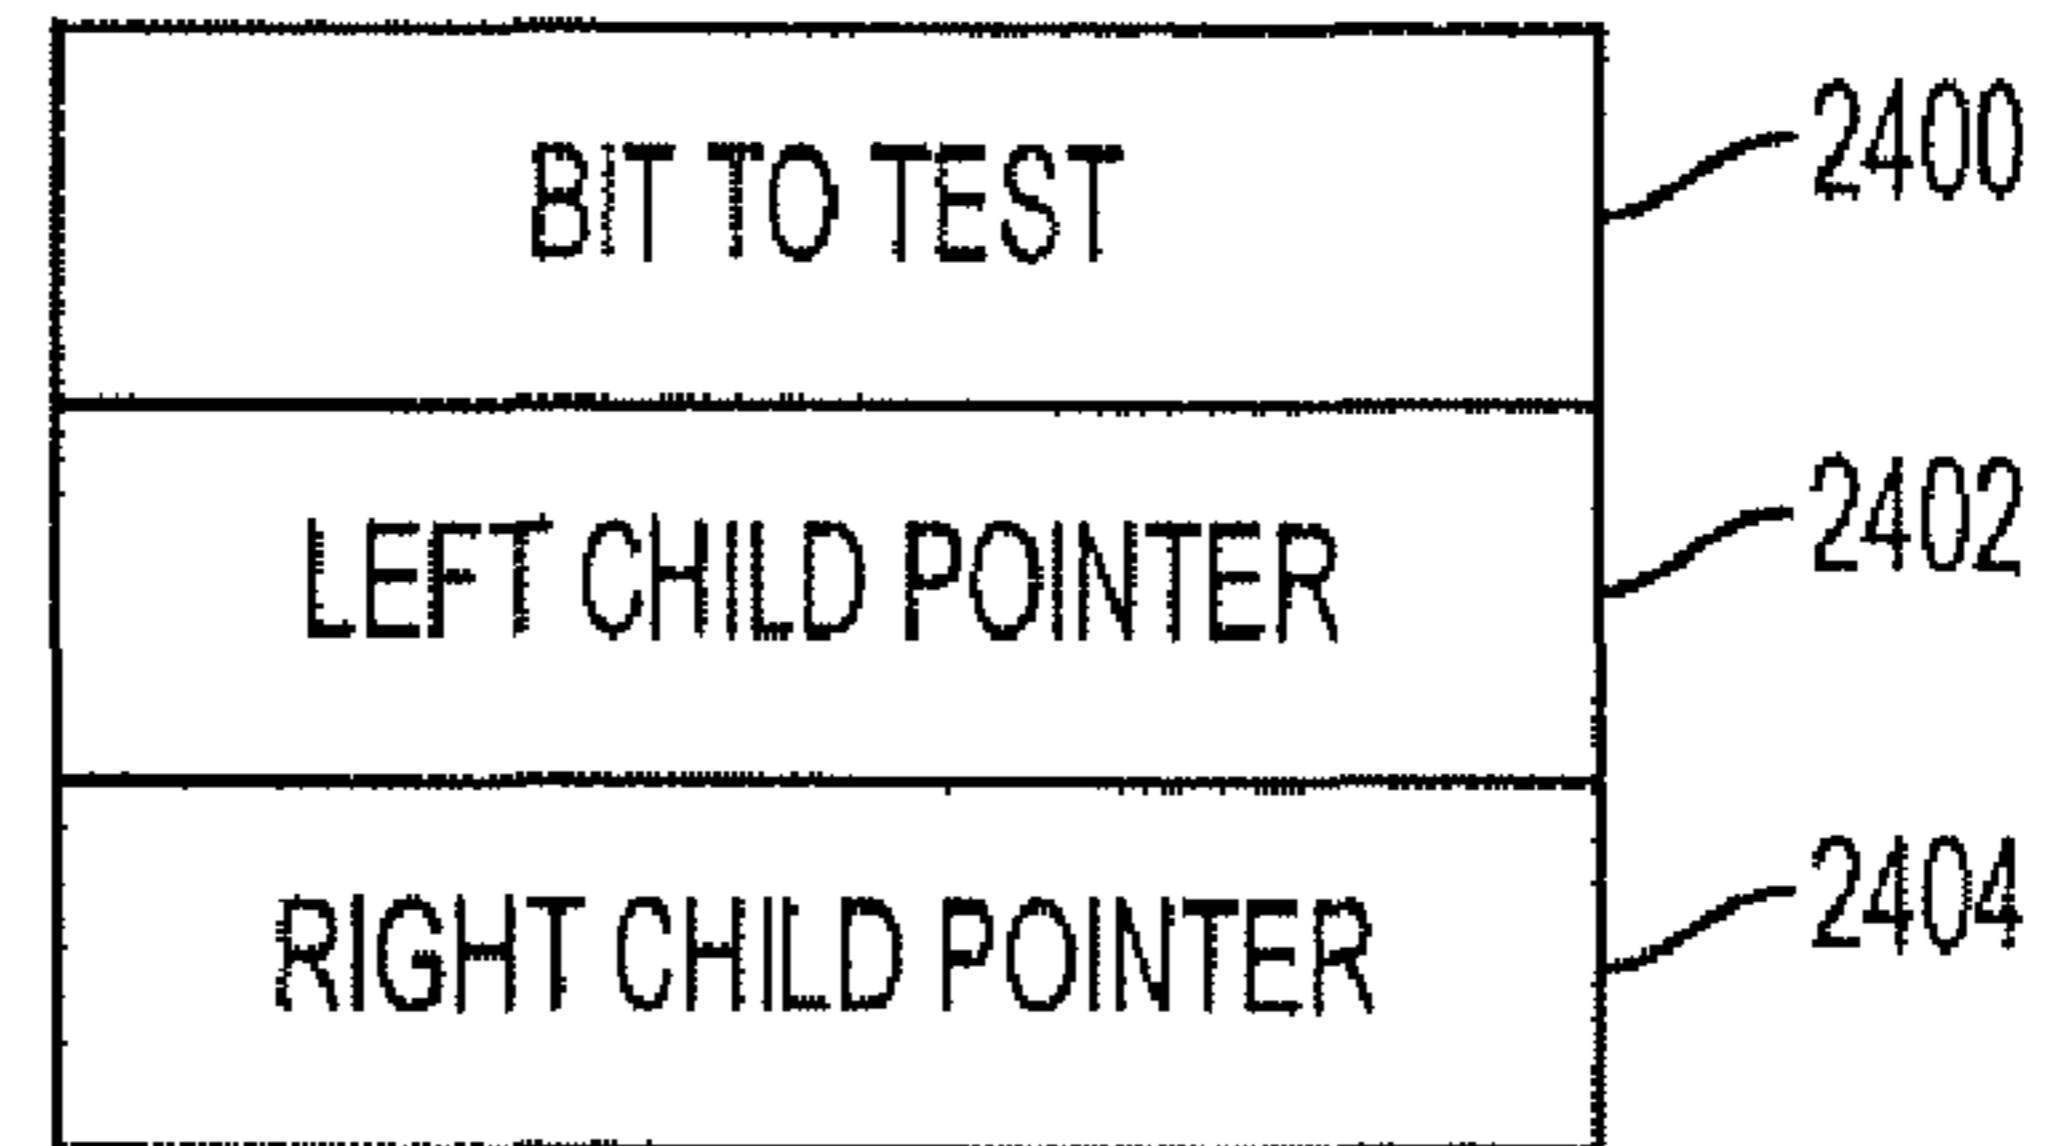 BIT TO TEST
2400
LEFT CHILD POINTER
2402
RIGHT CHILD POINTER
2404